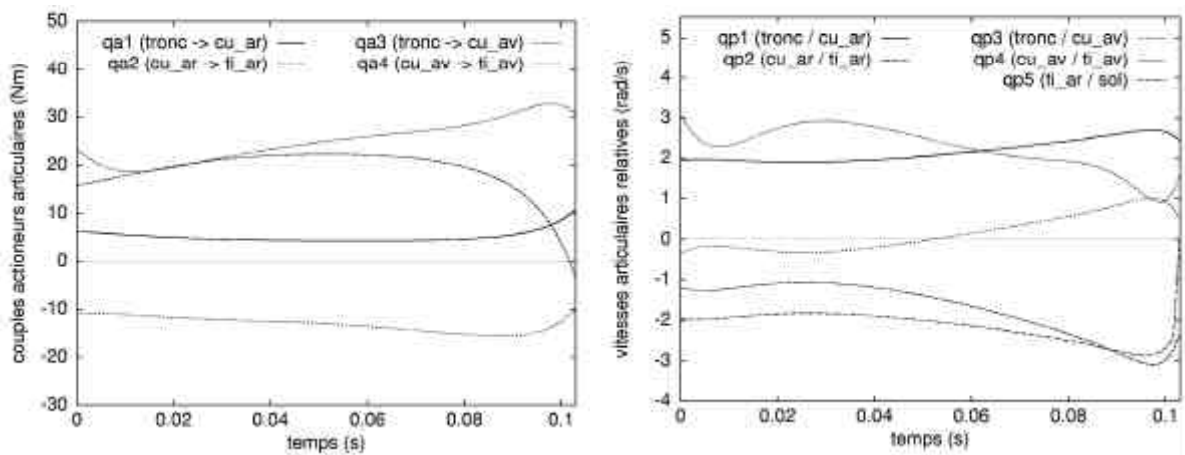 50
40
30
20
10
0
-10
-20
-30
couples actioneurs articulaires (Nm)
qa1 (tronc -> cu_ar)
qa2 (cu_ar -> ti_ar)
qa3 (tronc -> cu_av)
qa4 (cu_av -> ti_av)
0 0.02 0.04 0.06 0.08 0.1
temps (s)
5
4
3
2
1
0
-1
-2
-3
-4
vitesses articulaires relatives (rad/s)
qp1 (tronc / cu_ar)
qp2 (cu_ar / ti_ar)
qp3 (tronc / cu_av)
qp4 (cu_av / ti_av)
qp5 (ti_ar / sol)
0 0.02 0.04 0.06 0.08 0.1
temps (s)